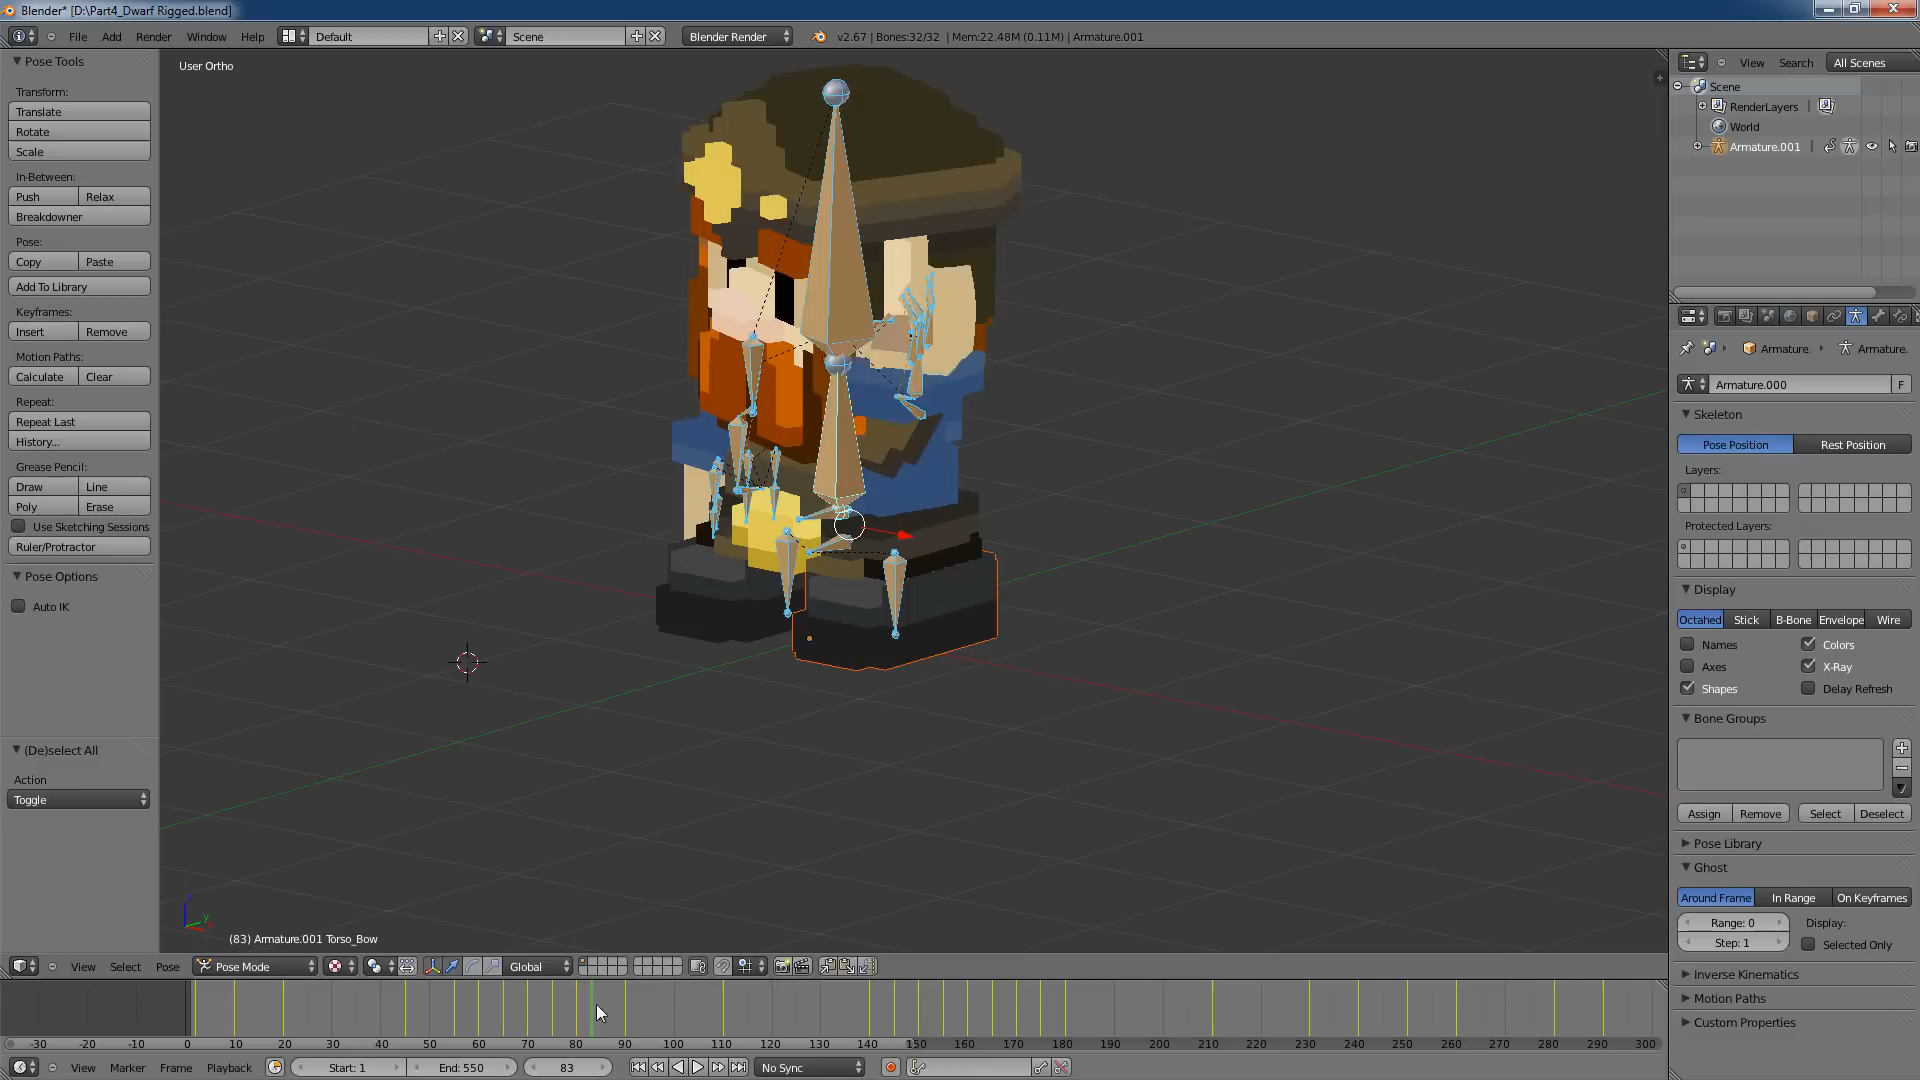 Blender* [D:\Part4_Dwarf Rigged.blend]
File Add Render Window Help Default Scene Blender Render v2.67 | Bones:32/32 | Mem:22.48M (0.11M) | Armature.001
Pose Tools
Transform:
Translate
Rotate
Scale
In-Between:
Push Relax
Breakdowner
Pose:
Copy Paste
Add To Library
Keyframes:
Insert Remove
Motion Paths:
Calculate Clear
Repeat:
Repeat Last
History...
Grease Pencil:
Draw Line
Poly Erase
Use Sketching Sessions
Ruler/Protractor
Pose Options
Auto IK
(De)select All
Action
Toggle
User Ortho
(83) Armature.001 Torso_Bow
View Search All Scenes
Scene
RenderLayers
World
Armature.001
Armature. Armature.
Armature.000 F
Skeleton
Pose Position Rest Position
Layers:
Protected Layers:
Display
Octahed Stick B-Bone Envelope Wire
Names Colors
Axes X-Ray
Shapes Delay Refresh
Bone Groups
Assign Remove Select Deselect
Pose Library
Ghost
Around Frame In Range On Keyframes
Range: 0 Display:
Step: 1 Selected Only
Inverse Kinematics
Motion Paths
Custom Properties
View Select Pose Pose Mode Global
-30 -20 -10 0 10 20 30 40 50 60 70 80 90 100 110 120 130 140 150 160 170 180 190 200 210 220 230 240 250 260 270 280 290 300
View Marker Frame Playback Start: 1 End: 550 83 No Sync